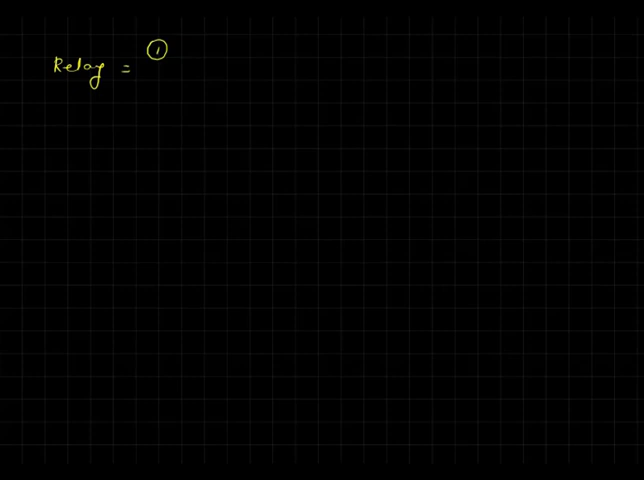 Relay = ①